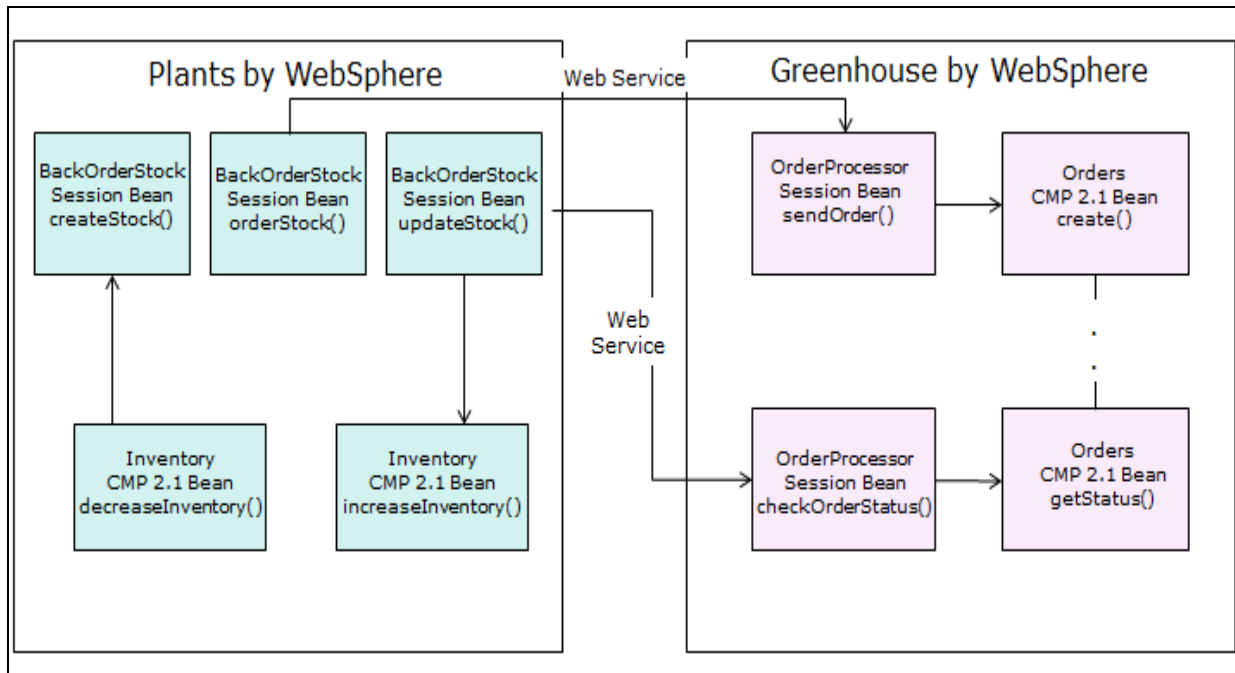 Plants by WebSphere
Web Service
Greenhouse by WebSphere
BackOrderStock
Session Bean
createStock()
BackOrderStock
Session Bean
orderStock()
BackOrderStock
Session Bean
updateStock()
OrderProcessor
Session Bean
sendOrder()
Orders
CMP 2.1 Bean
create()
Web
Service
.
.
Inventory
CMP 2.1 Bean
decreaseInventory()
Inventory
CMP 2.1 Bean
increaseInventory()
OrderProcessor
Session Bean
checkOrderStatus()
Orders
CMP 2.1 Bean
getStatus()